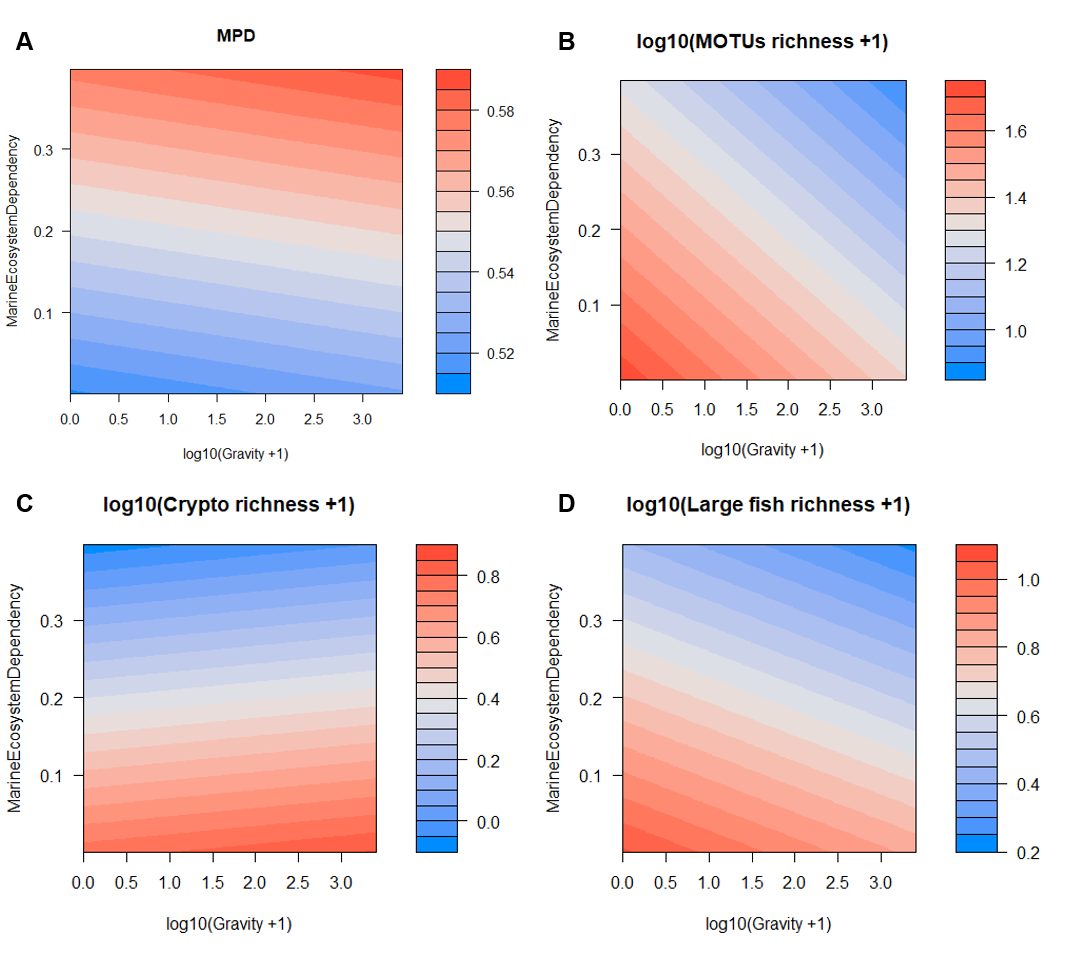 A
MPD
MarineEcosystemDependency
0.3
0.2
0.1
0.0 0.5 1.0 1.5 2.0 2.5 3.0
log10(Gravity +1)
0.58
0.56
0.54
0.52
B
log10(MOTUs richness +1)
MarineEcosystemDependency
0.3
0.2
0.1
0.0 0.5 1.0 1.5 2.0 2.5 3.0
log10(Gravity +1)
1.6
1.4
1.2
1.0
C
log10(Crypto richness +1)
MarineEcosystemDependency
0.3
0.2
0.1
0.0 0.5 1.0 1.5 2.0 2.5 3.0
log10(Gravity +1)
0.8
0.6
0.4
0.2
0.0
D
log10(Large fish richness +1)
MarineEcosystemDependency
0.3
0.2
0.1
0.0 0.5 1.0 1.5 2.0 2.5 3.0
log10(Gravity +1)
1.0
0.8
0.6
0.4
0.2